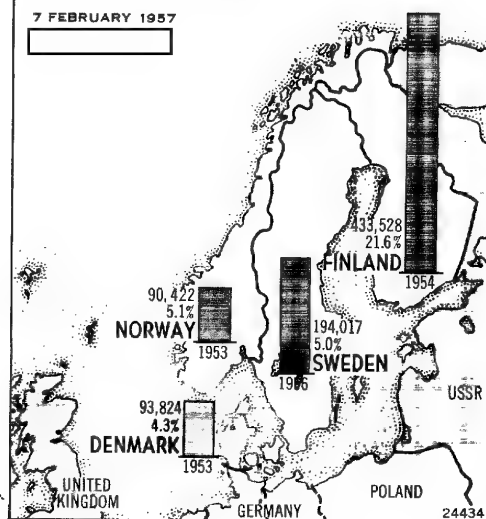 7 FEBRUARY 1957
433,528
21.6%
FINLAND
1954
90,422
5.1%
NORWAY
1953
194,017
5.0%
SWEDEN
1956
93,824
4.3%
DENMARK
1953
USSR
UNITED
KINGDOM
GERMANY
POLAND
24434